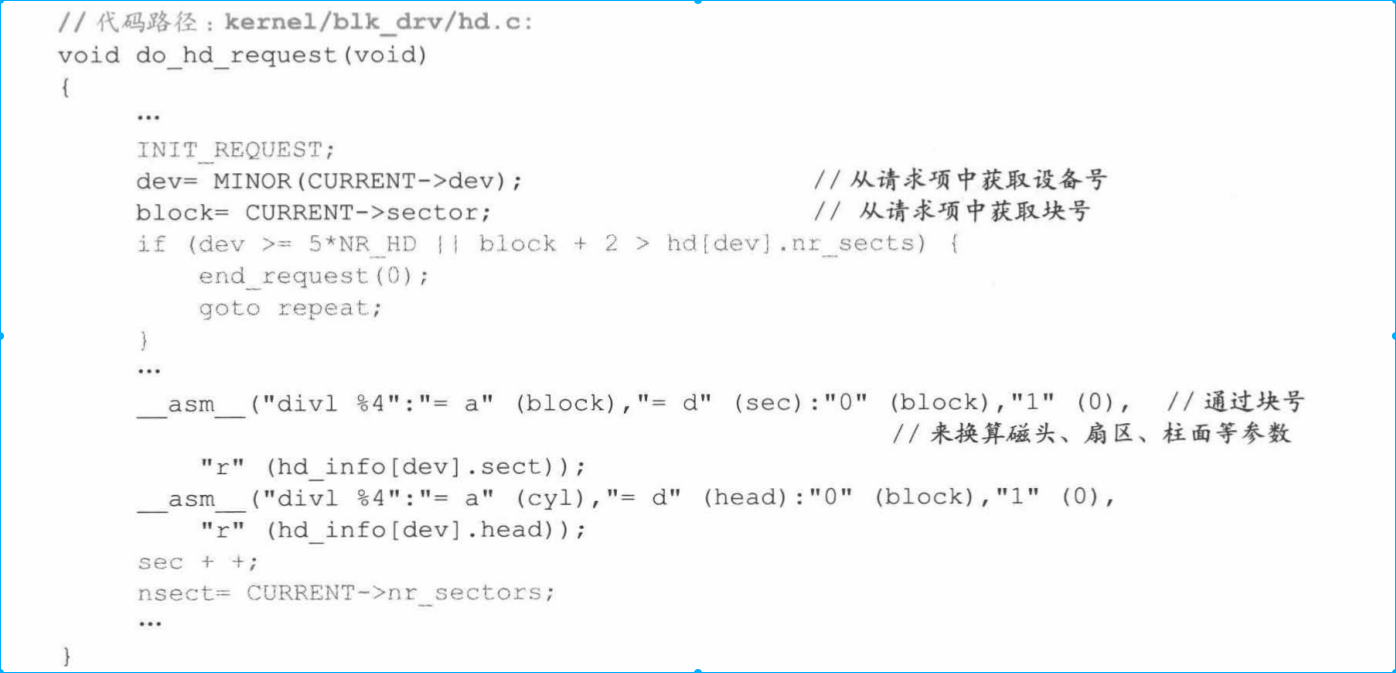 // 代码路径：kernel/blk_drv/hd.c:
void do_hd_request(void)
{
…
INIT_REQUEST;
dev= MINOR(CURRENT->dev); // 从请求项中获取设备号
block= CURRENT->sector; // 从请求项中获取块号
if (dev >= 5*NR_HD || block + 2 > hd[dev].nr_sects) {
end_request(0);
goto repeat;
}
…
__asm__("divl %4":"= a" (block),"= d" (sec):"0" (block),"1" (0), // 通过块号
// 来换算磁头、扇区、柱面等参数
"r" (hd_info[dev].sect));
__asm__("divl %4":"= a" (cyl),"= d" (head):"0" (block),"1" (0),
"r" (hd_info[dev].head));
sec + +;
nsect= CURRENT->nr_sectors;
…
}